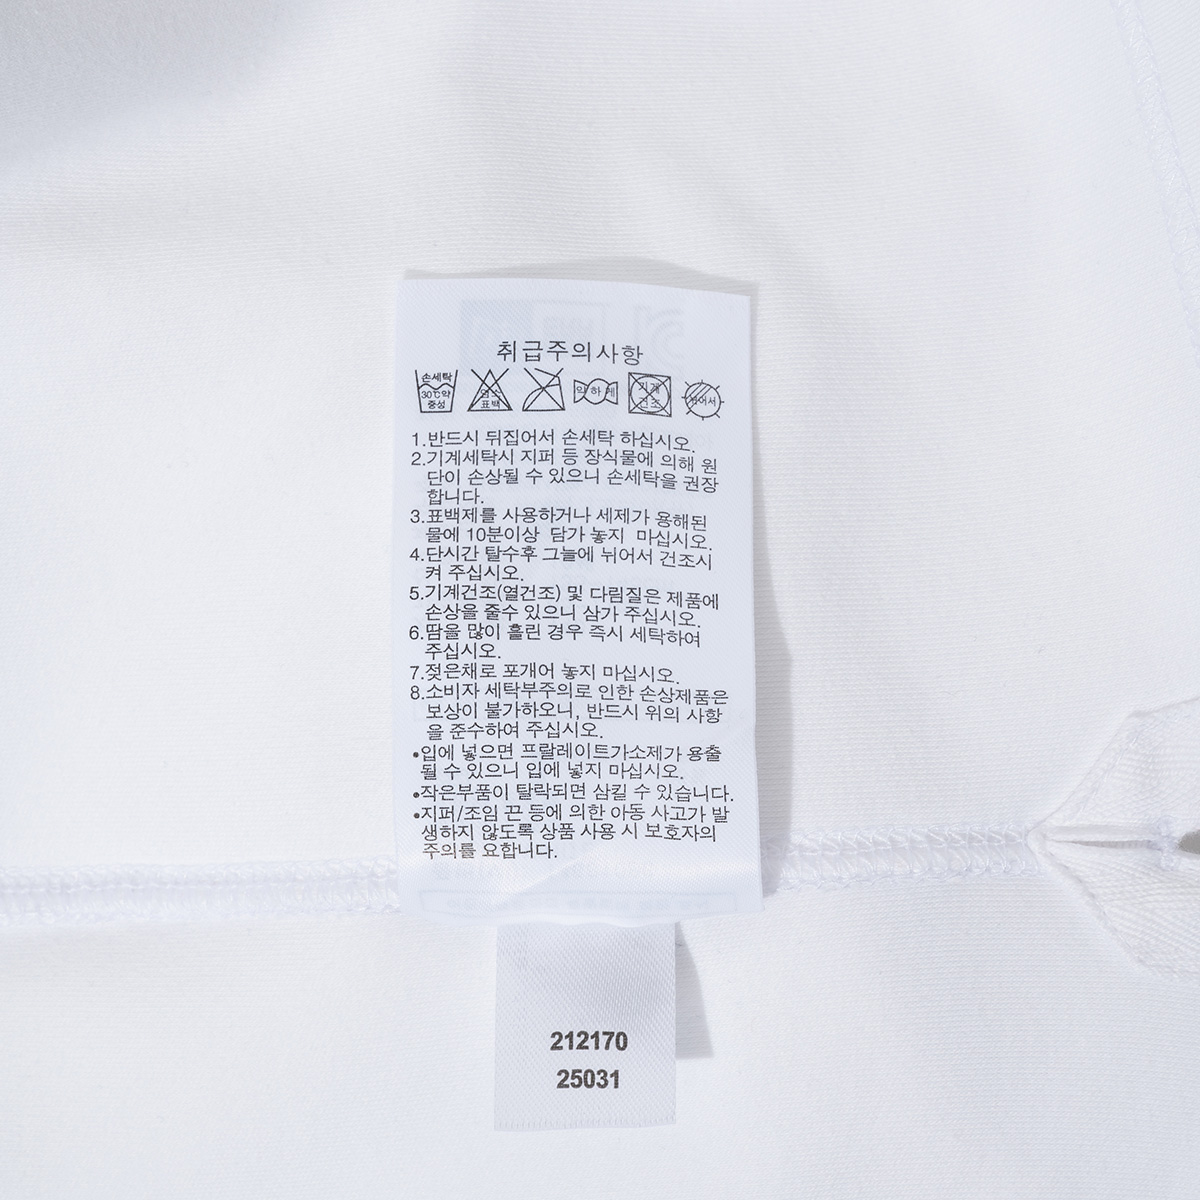 취급주의사항
손세탁
30℃약
중성
염소
표백
약하게
기계
건조
뉘어서
1.반드시 뒤집어서 손세탁 하십시오.
2.기계세탁시 지퍼 등 장식물에 의해 원
단이 손상될 수 있으니 손세탁을 권장
합니다.
3.표백제를 사용하거나 세제가 용해된
물에 10분이상 담가 놓지 마십시오.
4.단시간 탈수후 그늘에 뉘어서 건조시
켜 주십시오.
5.기계건조(열건조) 및 다림질은 제품에
손상을 줄수 있으니 삼가 주십시오.
6.땀을 많이 흘린 경우 즉시 세탁하여
주십시오.
7.젖은채로 포개어 놓지 마십시오.
8.소비자 세탁부주의로 인한 손상제품은
보상이 불가하오니, 반드시 위의 사항
을 준수하여 주십시오.
•입에 넣으면 프탈레이트가소제가 용출
될 수 있으니 입에 넣지 마십시오.
•작은부품이 탈락되면 삼킬 수 있습니다.
•지퍼/조임 끈 등에 의한 아동 사고가 발
생하지 않도록 상품 사용 시 보호자의
주의를 요합니다.
212170
25031